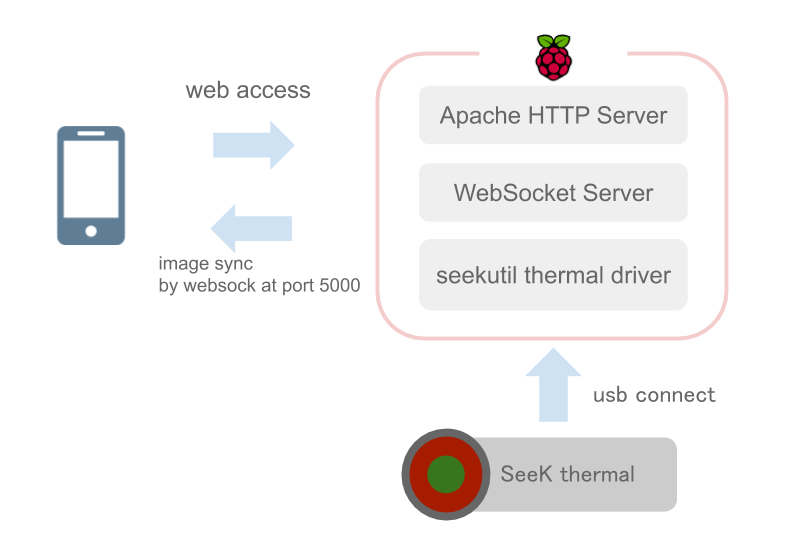 web access
Apache HTTP Server
WebSocket Server
image sync
by websock at port 5000
seekutil thermal driver
usb connect
SeeK thermal